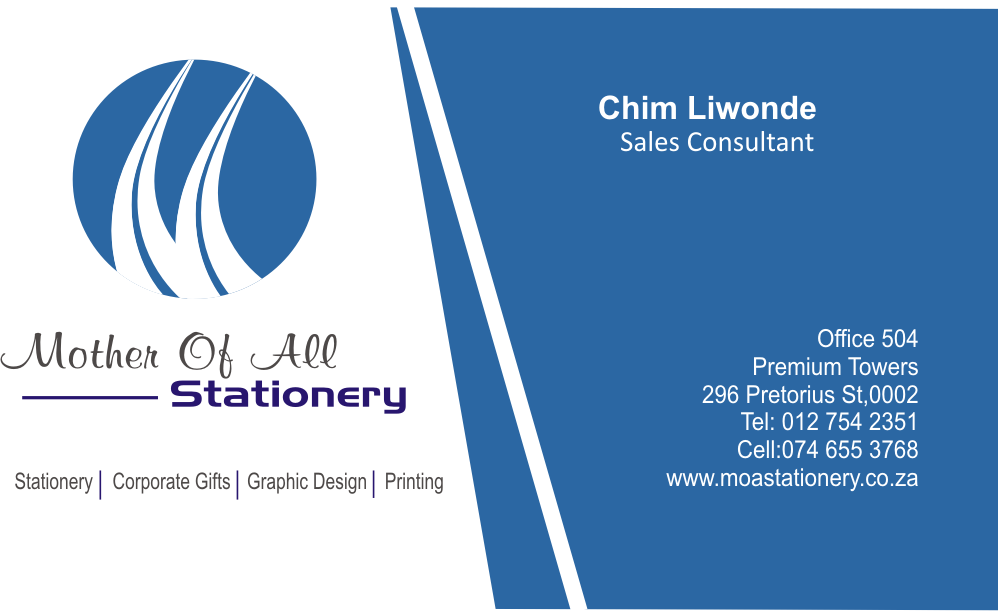 Mother Of All
Stationery
Stationery| Corporate Gifts| Graphic Design| Printing
Chim Liwonde
Sales Consultant
Office 504
Premium Towers
296 Pretorius St,0002
Tel: 012 754 2351
Cell:074 655 3768
www.moastationery.co.za